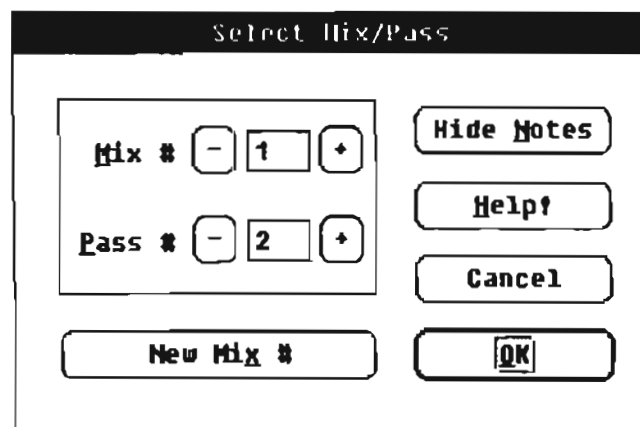 Select Mix/Pass
Mix # - 1 +
Pass # - 2 +
New Mix #
Hide Notes
Help!
Cancel
OK